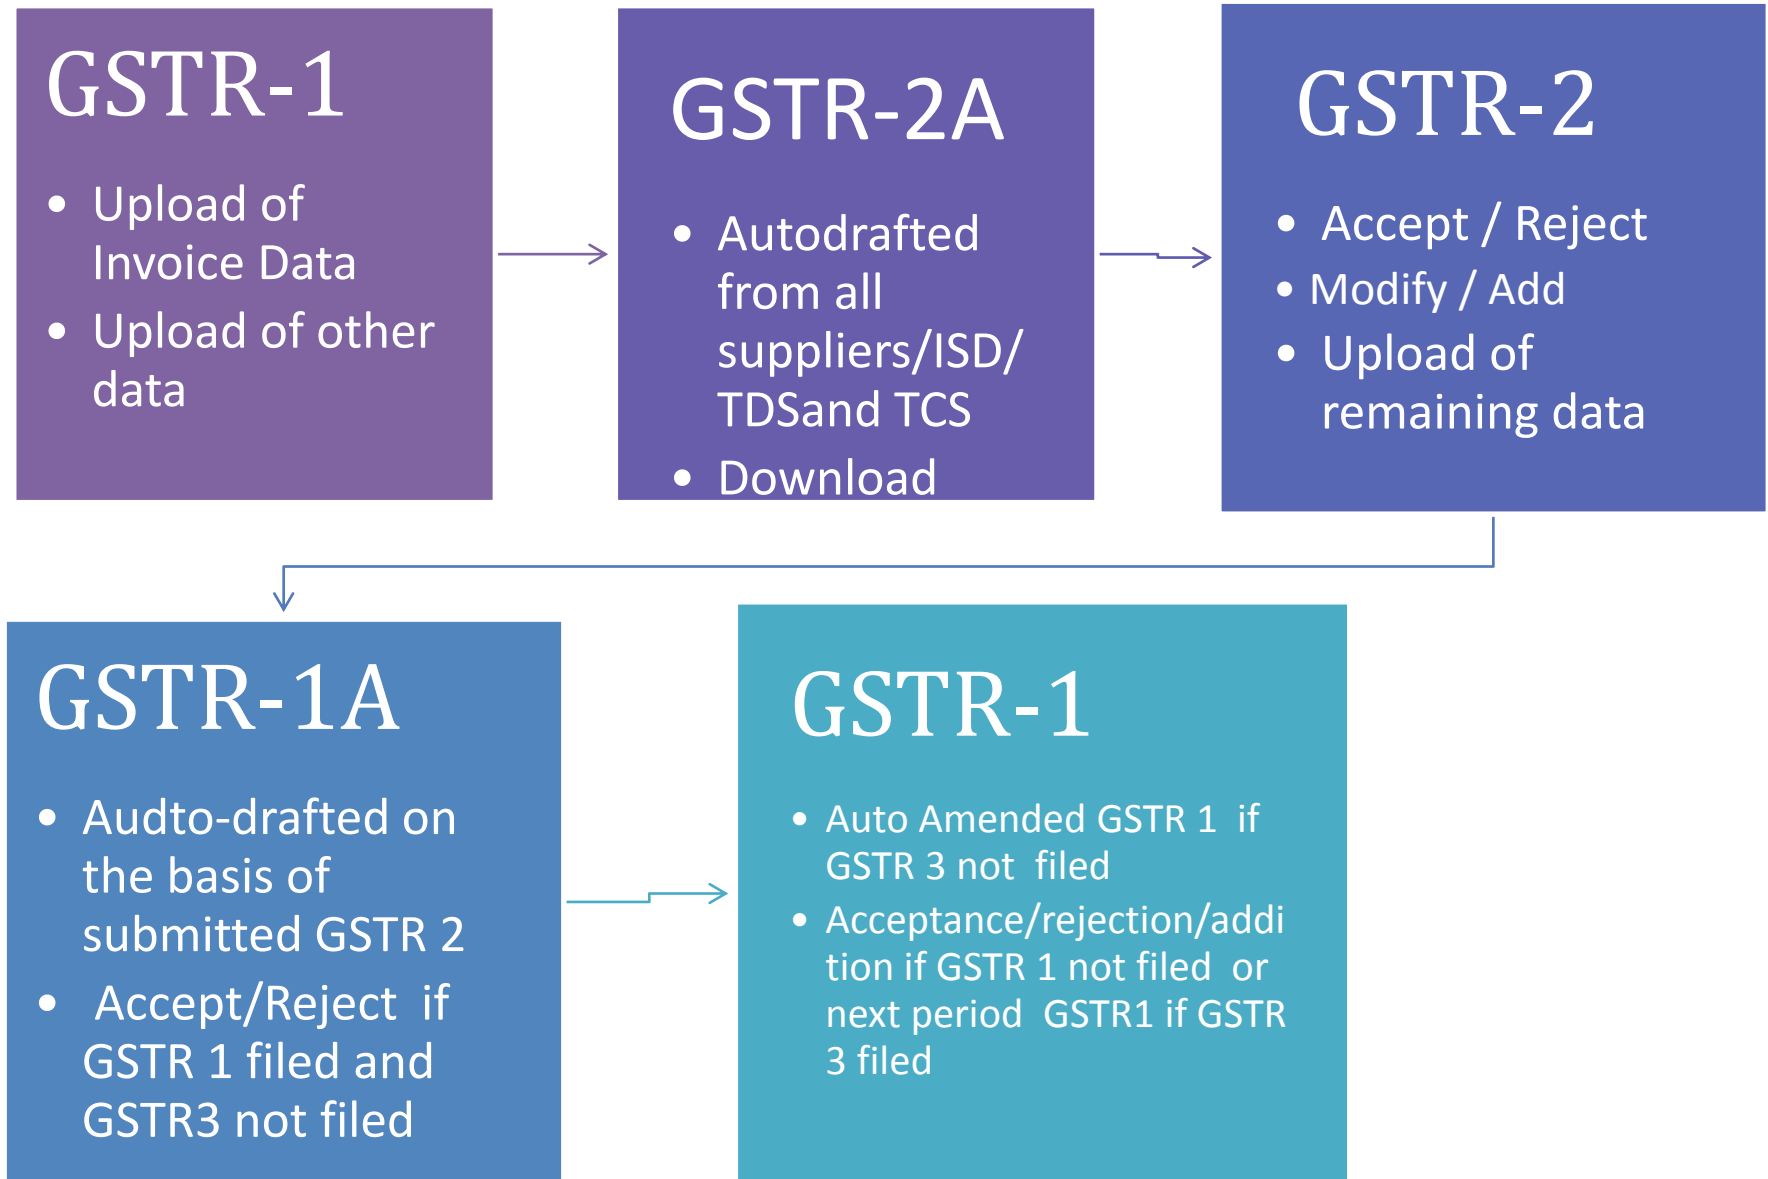 GSTR-1
• Upload of
Invoice Data
• Upload of other
data
GSTR-2A
• Autodrafted
from all
suppliers/ISD/
TDSand TCS
• Download
GSTR-2
• Accept / Reject
• Modify / Add
• Upload of
remaining data
GSTR-1A
• Audto-drafted on
the basis of
submitted GSTR 2
• Accept/Reject if
GSTR 1 filed and
GSTR3 not filed
GSTR-1
• Auto Amended GSTR 1 if
GSTR 3 not filed
• Acceptance/rejection/addi
tion if GSTR 1 not filed or
next period GSTR1 if GSTR
3 filed